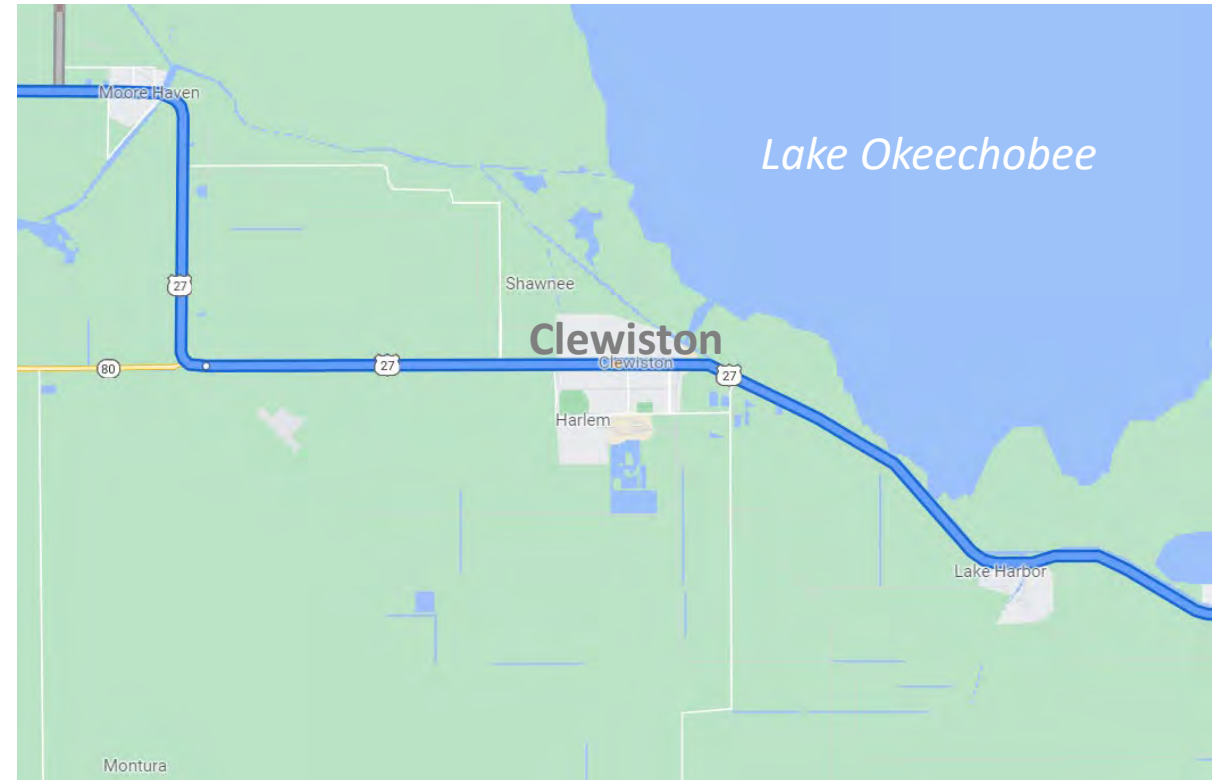 Moore Haven
Lake Okeechobee
27
Shawnee
Clewiston
Clewiston
80
27
27
Harlem
Lake Harbor
Montura